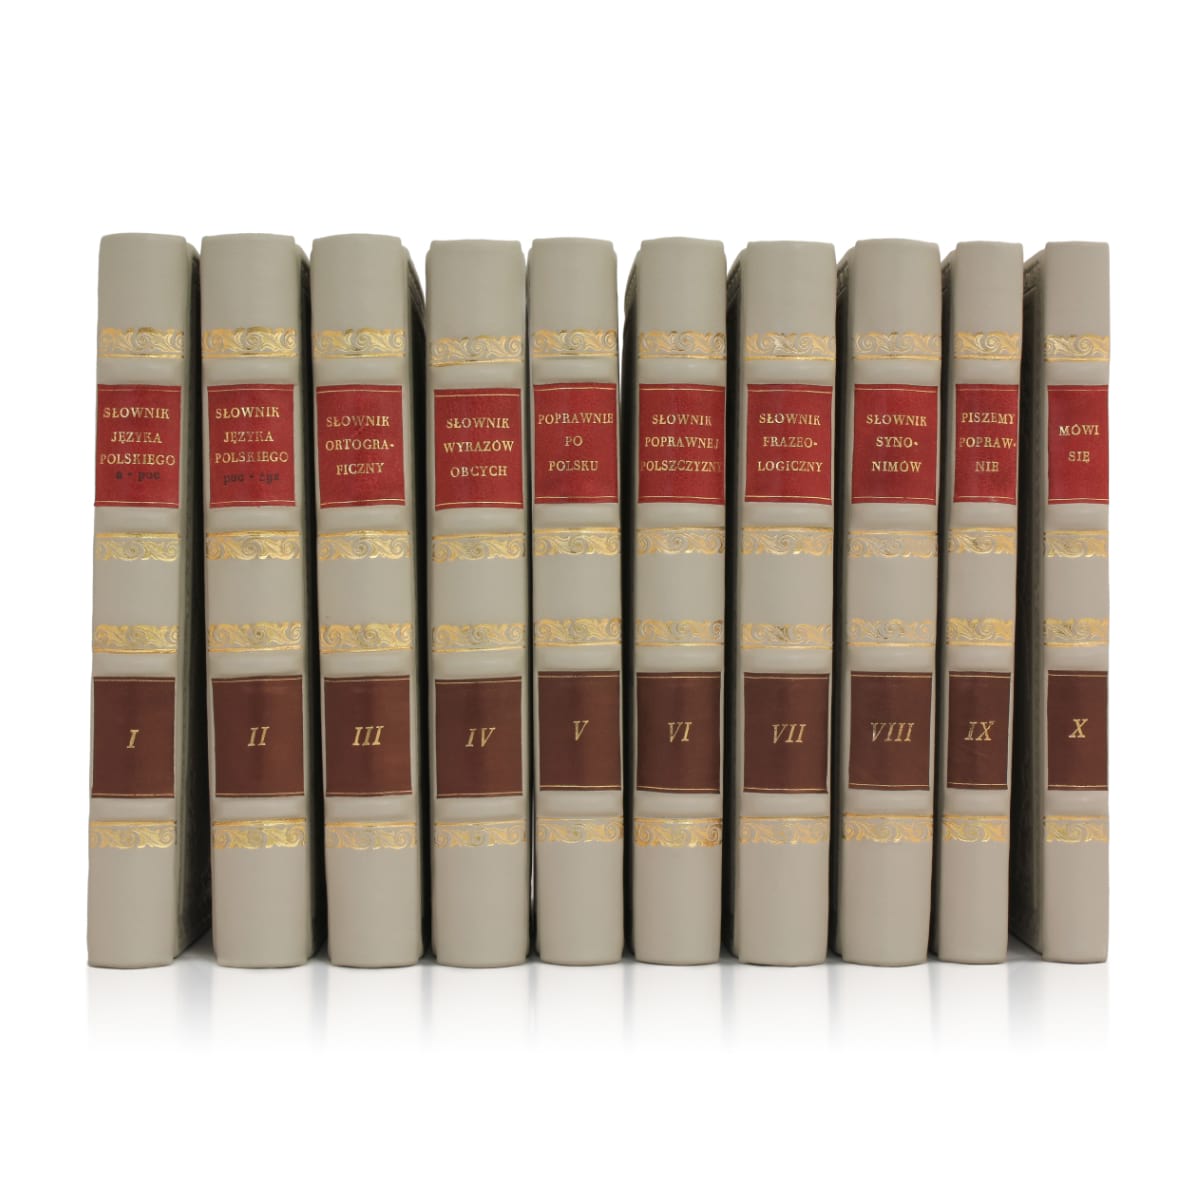 SŁOWNIK
JĘZYKA
POLSKIEGO
a - poc
I
SŁOWNIK
JĘZYKA
POLSKIEGO
poc - żyz
II
SŁOWNIK
ORTOGRA-
FICZNY
III
SŁOWNIK
WYRAZÓW
OBCYCH
IV
POPRAWNIE
PO
POLSKU
V
SŁOWNIK
POPRAWNEJ
POLSZCZYZNY
VI
SŁOWNIK
FRAZEO-
LOGICZNY
VII
SŁOWNIK
SYNO-
NIMÓW
VIII
PISZEMY
POPRAW-
NIE
IX
MÓWI
SIĘ
X